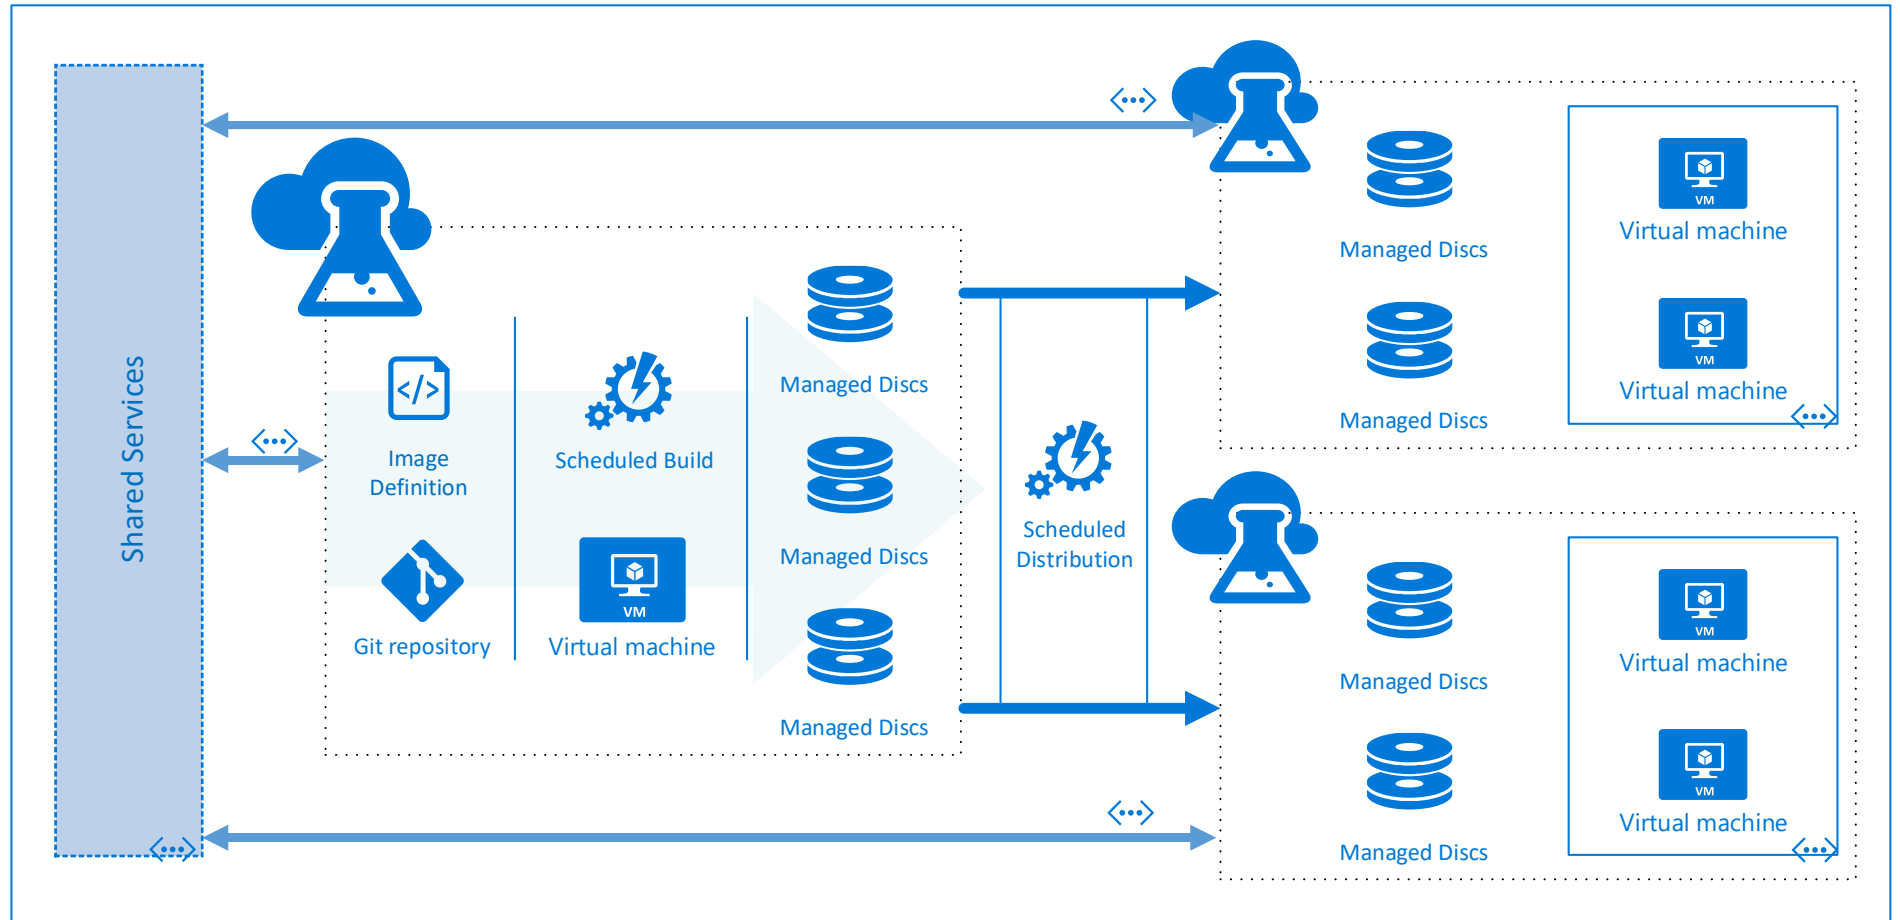 Shared Services
Image
Definition
Git repository
Scheduled Build
VM
Virtual machine
Managed Discs
Managed Discs
Managed Discs
Scheduled
Distribution
Managed Discs
Managed Discs
VM
Virtual machine
VM
Virtual machine
Managed Discs
Managed Discs
VM
Virtual machine
VM
Virtual machine